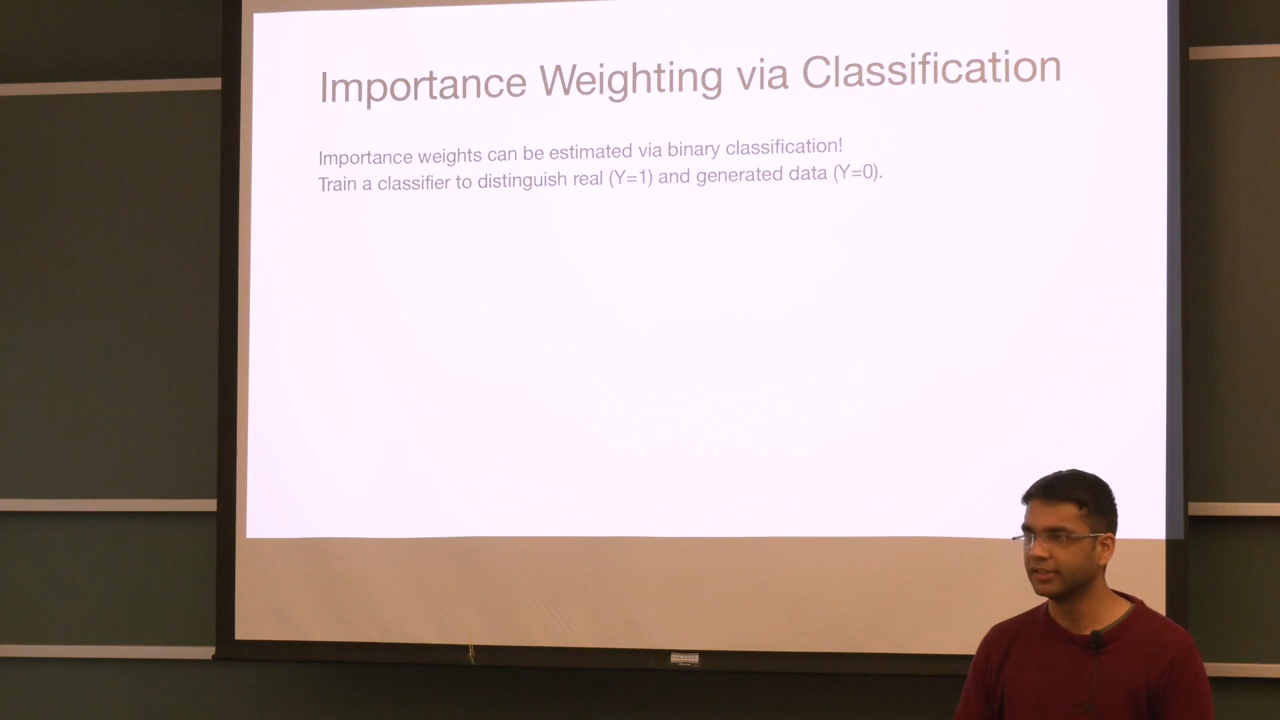 Importance Weighting via Classification
Importance weights can be estimated via binary classification!
Train a classifier to distinguish real (Y=1) and generated data (Y=0).